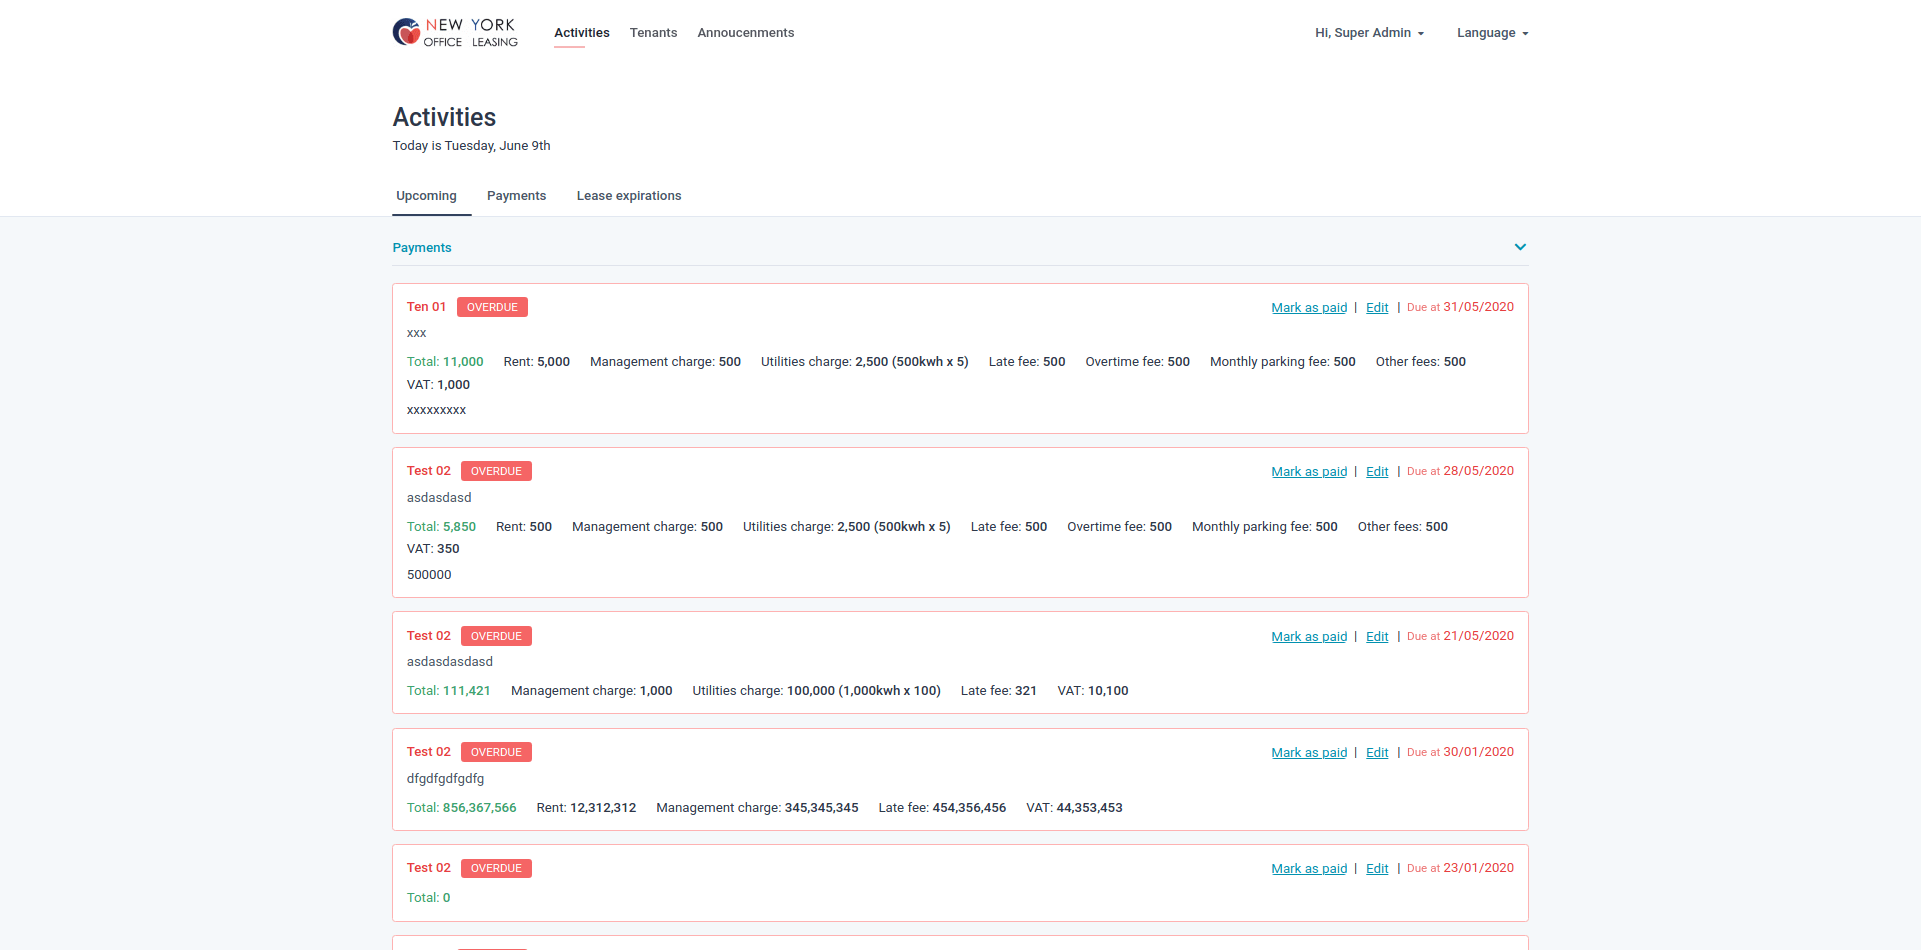 NEW YORK
OFFICE LEASING
Activities Tenants Annoucenments Hi, Super Admin Language
Activities
Today is Tuesday, June 9th
Upcoming Payments Lease expirations
Payments
Ten 01 OVERDUE Mark as paid | Edit | Due at 31/05/2020
xxx
Total: 11,000 Rent: 5,000 Management charge: 500 Utilities charge: 2,500 (500kwh x 5) Late fee: 500 Overtime fee: 500 Monthly parking fee: 500 Other fees: 500
VAT: 1,000
xxxxxxxxx
Test 02 OVERDUE Mark as paid | Edit | Due at 28/05/2020
asdasdasd
Total: 5,850 Rent: 500 Management charge: 500 Utilities charge: 2,500 (500kwh x 5) Late fee: 500 Overtime fee: 500 Monthly parking fee: 500 Other fees: 500
VAT: 350
500000
Test 02 OVERDUE Mark as paid | Edit | Due at 21/05/2020
asdasdasdasd
Total: 111,421 Management charge: 1,000 Utilities charge: 100,000 (1,000kwh x 100) Late fee: 321 VAT: 10,100
Test 02 OVERDUE Mark as paid | Edit | Due at 30/01/2020
dfgdfgdfgdfg
Total: 856,367,566 Rent: 12,312,312 Management charge: 345,345,345 Late fee: 454,356,456 VAT: 44,353,453
Test 02 OVERDUE Mark as paid | Edit | Due at 23/01/2020
Total: 0